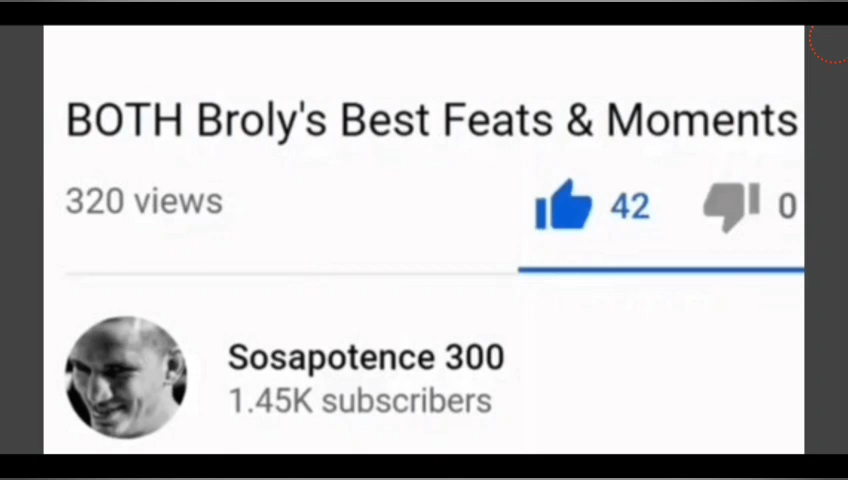 BOTH Broly's Best Feats & Moments
320 views
42
0
Sosapotence 300
1.45K subscribers